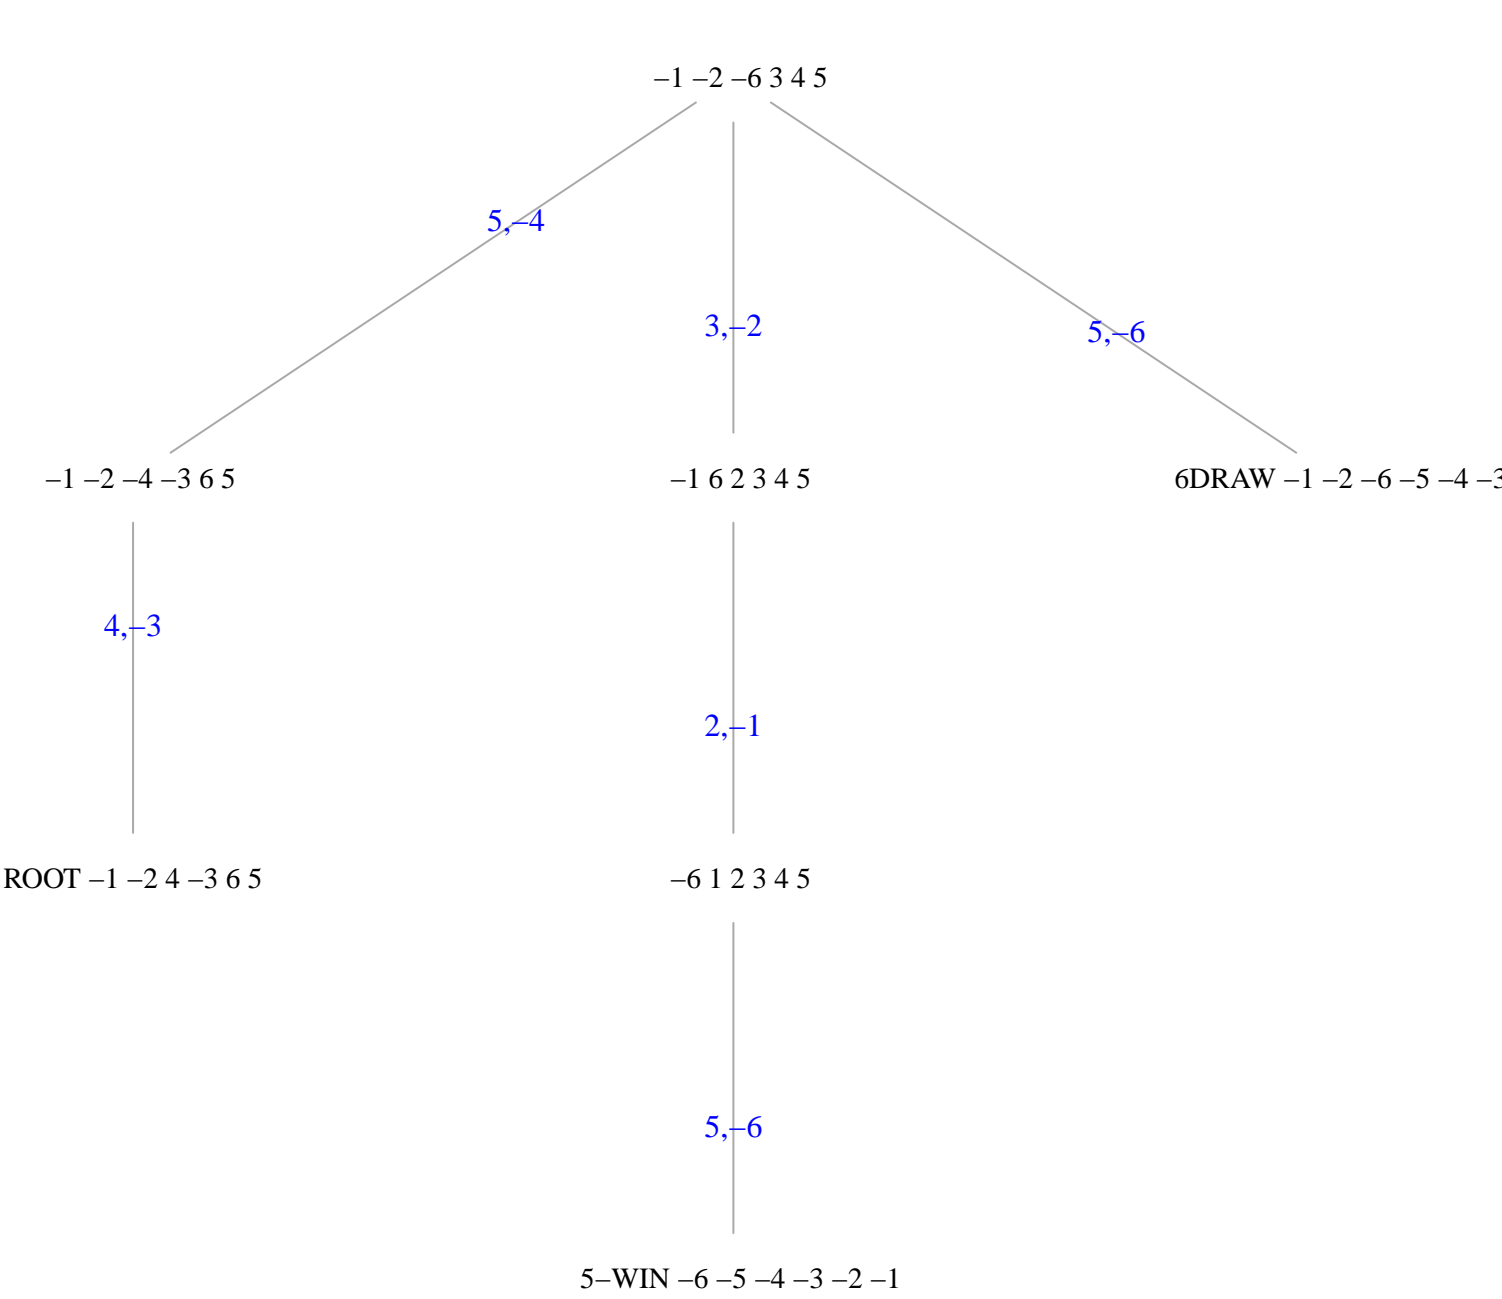 –1 –2 –6 3 4 5
5,–4
3,–2
5,–6
–1 –2 –4 –3 6 5
–1 6 2 3 4 5
6DRAW –1 –2 –6 –5 –4 –3
4,–3
2,–1
ROOT –1 –2 4 –3 6 5
–6 1 2 3 4 5
5,–6
5–WIN –6 –5 –4 –3 –2 –1